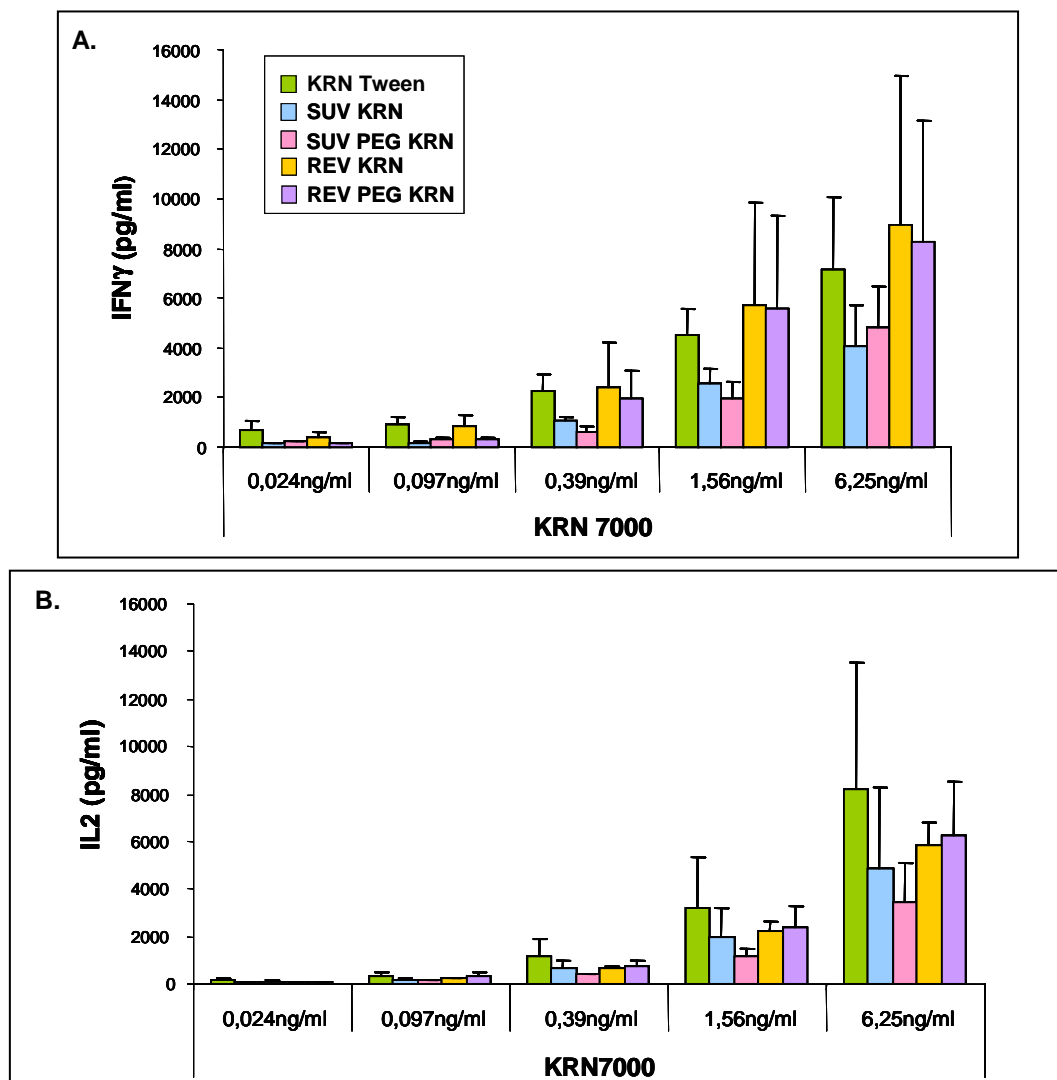 A.
16000
14000
12000
10000
8000
6000
4000
2000
0
IFNγ (pg/ml)
KRN Tween
SUV KRN
SUV PEG KRN
REV KRN
REV PEG KRN
0,024ng/ml 0,097ng/ml 0,39ng/ml 1,56ng/ml 6,25ng/ml
KRN 7000
B.
16000
14000
12000
10000
8000
6000
4000
2000
0
IL2 (pg/ml)
0,024ng/ml 0,097ng/ml 0,39ng/ml 1,56ng/ml 6,25ng/ml
KRN7000